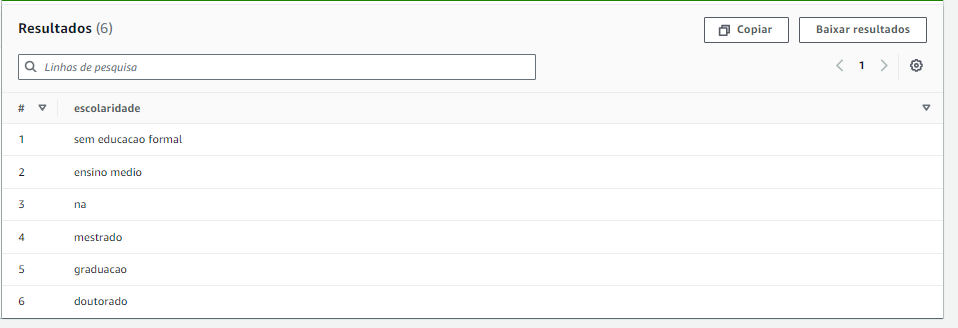 Resultados (6)
Copiar
Baixar resultados
Linhas de pesquisa
1
# escolaridade
1 sem educacao formal
2 ensino medio
3 na
4 mestrado
5 graduacao
6 doutorado